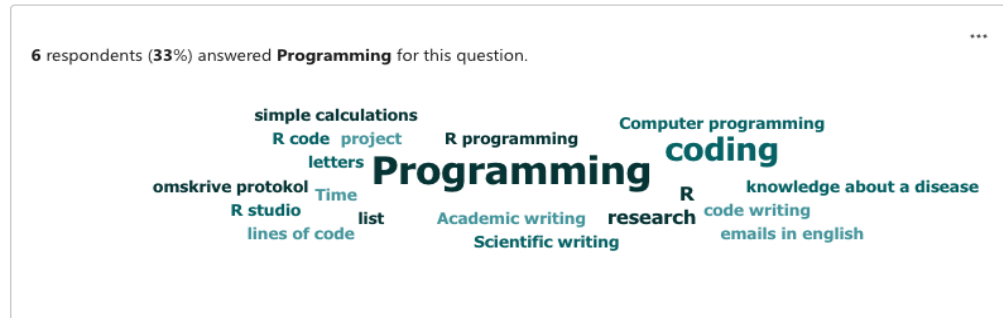 ...
6 respondents (33%) answered Programming for this question.
simple calculations
Computer programming
R code project
R programming
coding
letters
Programming
omskrive protokol
Time
R
knowledge about a disease
R studio
list
Academic writing
research
code writing
lines of code
Scientific writing
emails in english